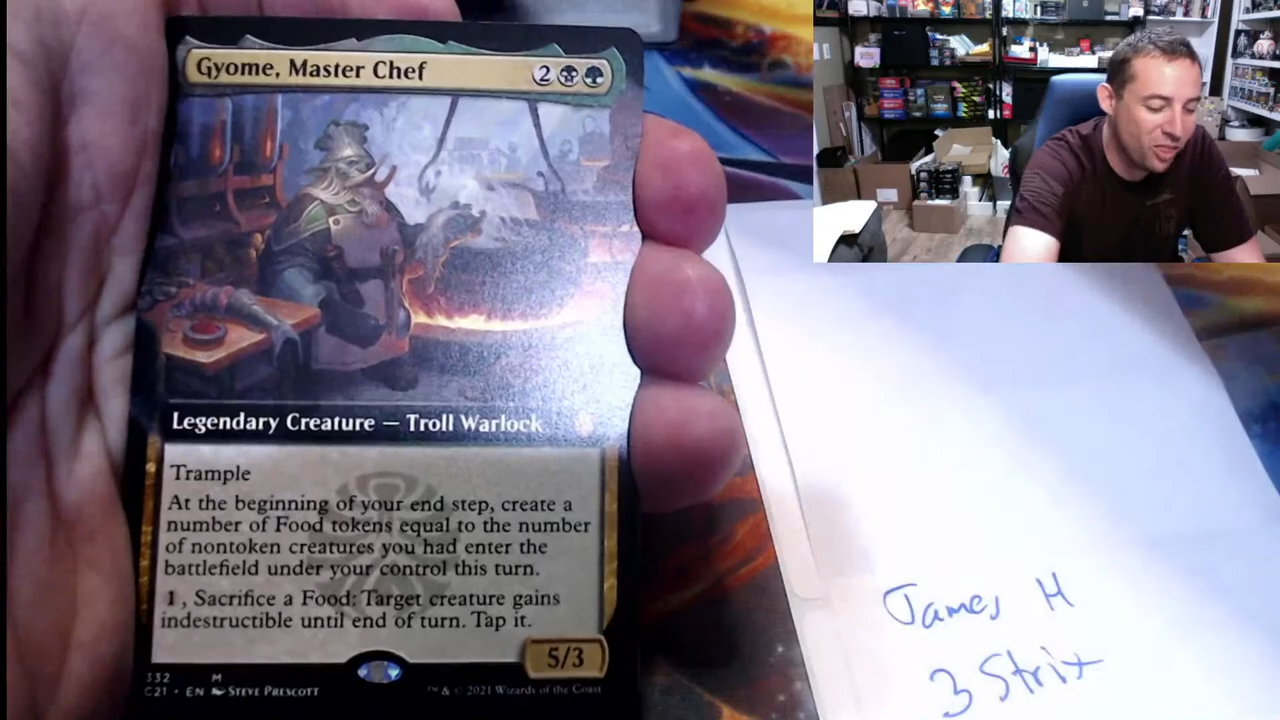 Gyome, Master Chef 2
Legendary Creature — Troll Warlock
Trample
At the beginning of your end step, create a
number of Food tokens equal to the number
of nontoken creatures you had enter the
battlefield under your control this turn.
1, Sacrifice a Food: Target creature gains
indestructible until end of turn. Tap it.
5/3
332 M
C21 • EN STEVE PRESCOTT
™ & © 2021 Wizards of the Coast
James H
3 Strix